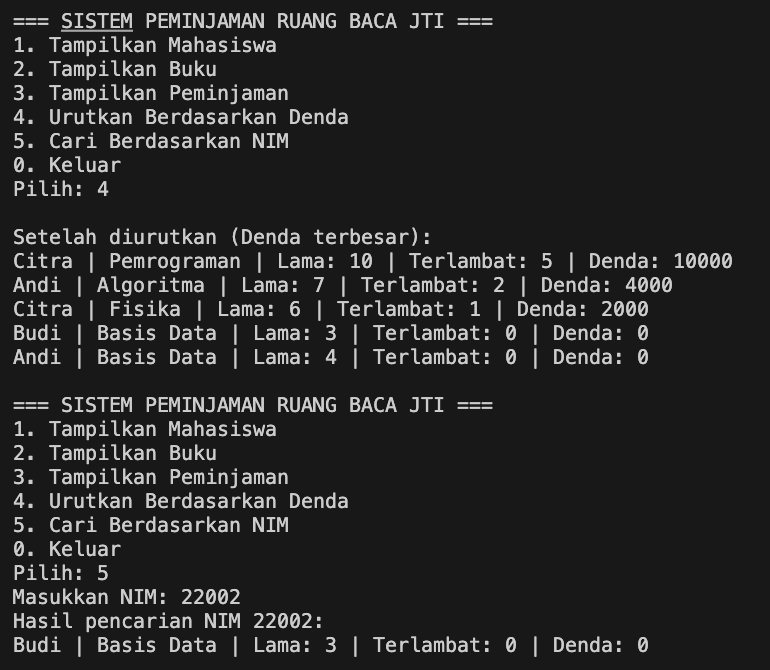 === SISTEM PEMINJAMAN RUANG BACA JTI ===
1. Tampilkan Mahasiswa
2. Tampilkan Buku
3. Tampilkan Peminjaman
4. Urutkan Berdasarkan Denda
5. Cari Berdasarkan NIM
0. Keluar
Pilih: 4

Setelah diurutkan (Denda terbesar):
Citra | Pemrograman | Lama: 10 | Terlambat: 5 | Denda: 10000
Andi | Algoritma | Lama: 7 | Terlambat: 2 | Denda: 4000
Citra | Fisika | Lama: 6 | Terlambat: 1 | Denda: 2000
Budi | Basis Data | Lama: 3 | Terlambat: 0 | Denda: 0
Andi | Basis Data | Lama: 4 | Terlambat: 0 | Denda: 0

=== SISTEM PEMINJAMAN RUANG BACA JTI ===
1. Tampilkan Mahasiswa
2. Tampilkan Buku
3. Tampilkan Peminjaman
4. Urutkan Berdasarkan Denda
5. Cari Berdasarkan NIM
0. Keluar
Pilih: 5
Masukkan NIM: 22002
Hasil pencarian NIM 22002:
Budi | Basis Data | Lama: 3 | Terlambat: 0 | Denda: 0